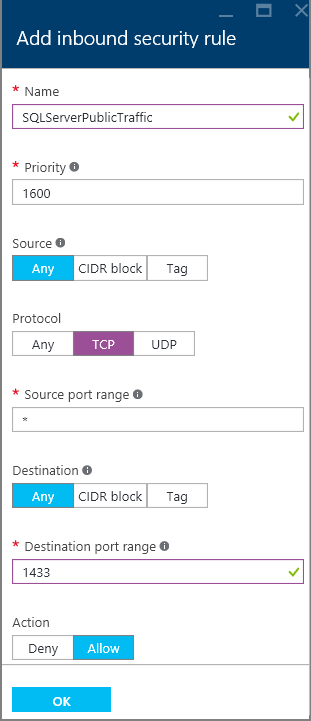 Add inbound security rule
* Name
SQLServerPublicTraffic
* Priority
1600
Source
Any CIDR block Tag
Protocol
Any TCP UDP
* Source port range
*
Destination
Any CIDR block Tag
* Destination port range
1433
Action
Deny Allow
OK